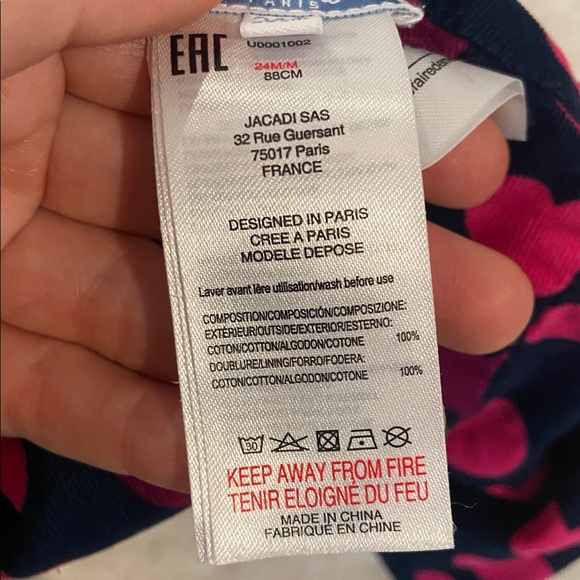 PARIS
EAC
U0001002
24M/M
88CM
JACADI SAS
32 Rue Guersant
75017 Paris
FRANCE
DESIGNED IN PARIS
CREE A PARIS
MODELE DEPOSE
Laver avant lère utilisation/wash before use
COMPOSITION/COMPOSICIÓN/COMPOSIZIONE:
EXTÉRIEUR/OUTSIDE/EXTERIOR/ESTERNO:
COTON/COTTON/ALGODON/COTONE 100%
DOUBLURE/LINING/FORRO/FODERA:
COTON/COTTON/ALGODON/COTONE 100%
30
KEEP AWAY FROM FIRE
TENIR ELOIGNÉ DU FEU
MADE IN CHINA
FABRIQUE EN CHINE